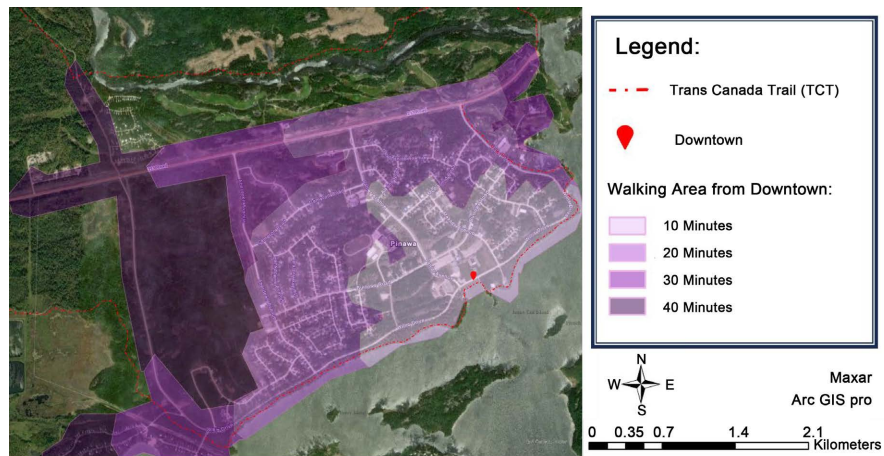 Pinawa
Legend:
Trans Canada Trail (TCT)
Downtown
Walking Area from Downtown:
10 Minutes
20 Minutes
30 Minutes
40 Minutes
N
W E
S
Maxar
Arc GIS pro
0 0.35 0.7 1.4 2.1
Kilometers